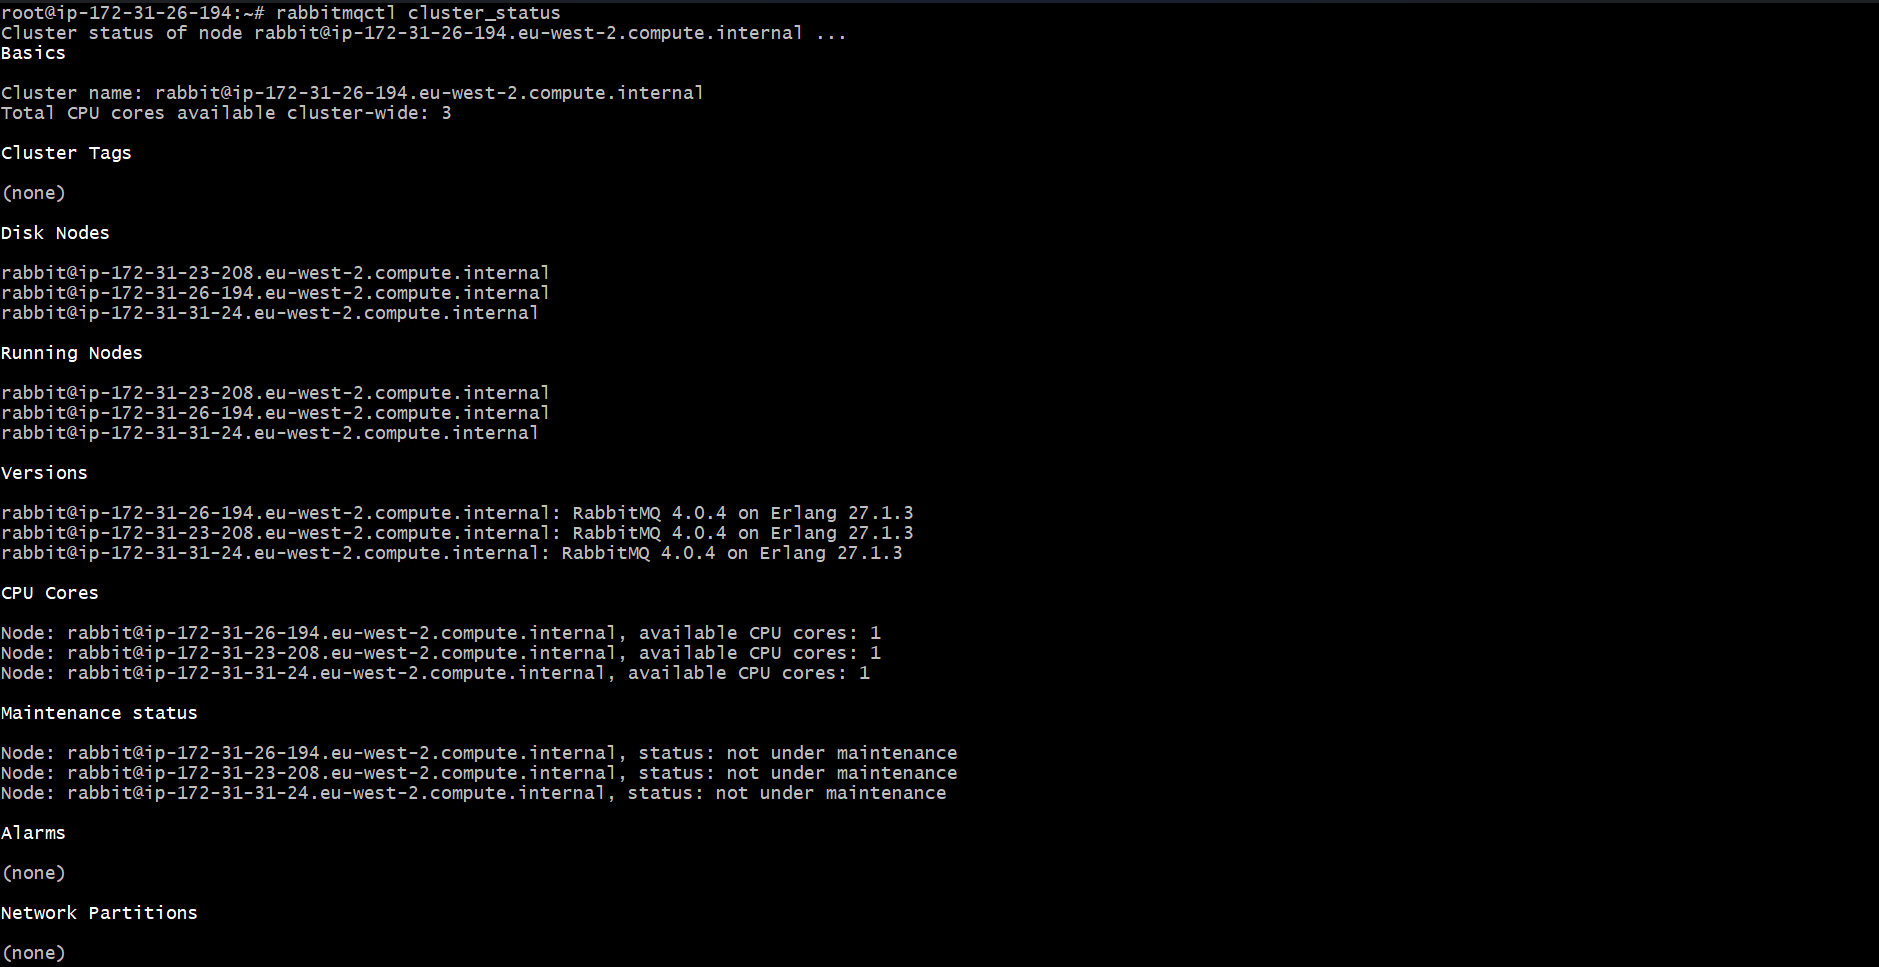 root@ip-172-31-26-194:~# rabbitmqctl cluster_status
Cluster status of node rabbit@ip-172-31-26-194.eu-west-2.compute.internal ...
Basics
Cluster name: rabbit@ip-172-31-26-194.eu-west-2.compute.internal
Total CPU cores available cluster-wide: 3
Cluster Tags
(none)
Disk Nodes
rabbit@ip-172-31-23-208.eu-west-2.compute.internal
rabbit@ip-172-31-26-194.eu-west-2.compute.internal
rabbit@ip-172-31-31-24.eu-west-2.compute.internal
Running Nodes
rabbit@ip-172-31-23-208.eu-west-2.compute.internal
rabbit@ip-172-31-26-194.eu-west-2.compute.internal
rabbit@ip-172-31-31-24.eu-west-2.compute.internal
Versions
rabbit@ip-172-31-26-194.eu-west-2.compute.internal: RabbitMQ 4.0.4 on Erlang 27.1.3
rabbit@ip-172-31-23-208.eu-west-2.compute.internal: RabbitMQ 4.0.4 on Erlang 27.1.3
rabbit@ip-172-31-31-24.eu-west-2.compute.internal: RabbitMQ 4.0.4 on Erlang 27.1.3
CPU Cores
Node: rabbit@ip-172-31-26-194.eu-west-2.compute.internal, available CPU cores: 1
Node: rabbit@ip-172-31-23-208.eu-west-2.compute.internal, available CPU cores: 1
Node: rabbit@ip-172-31-31-24.eu-west-2.compute.internal, available CPU cores: 1
Maintenance status
Node: rabbit@ip-172-31-26-194.eu-west-2.compute.internal, status: not under maintenance
Node: rabbit@ip-172-31-23-208.eu-west-2.compute.internal, status: not under maintenance
Node: rabbit@ip-172-31-31-24.eu-west-2.compute.internal, status: not under maintenance
Alarms
(none)
Network Partitions
(none)